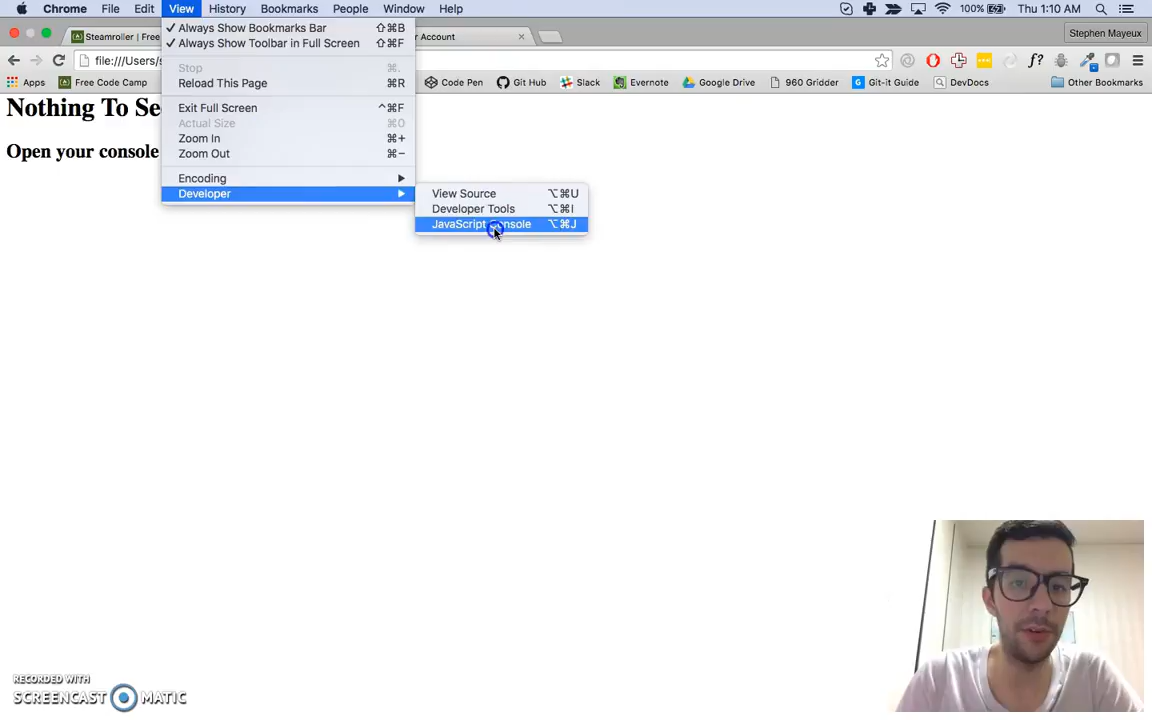 Chrome File Edit View History Bookmarks People Window Help 100% Thu 1:10 AM
Always Show Bookmarks Bar ⇧⌘B
Always Show Toolbar in Full Screen ⇧⌘F
Stop ⌘.
Reload This Page ⌘R
Exit Full Screen ^⌘F
Actual Size ⌘0
Zoom In ⌘+
Zoom Out ⌘−
Encoding
Developer
View Source ⌥⌘U
Developer Tools ⌥⌘I
JavaScript Console ⌥⌘J
Steamroller | Free
Account
Stephen Mayeux
file:///Users/s
f?
Apps Free Code Camp Code Pen Git Hub Slack Evernote Google Drive 960 Gridder G Git-it Guide DevDocs Other Bookmarks
Nothing To Se
Open your console
RECORDED WITH
SCREENCAST MATIC